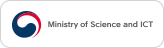 Ministry of Science and ICT